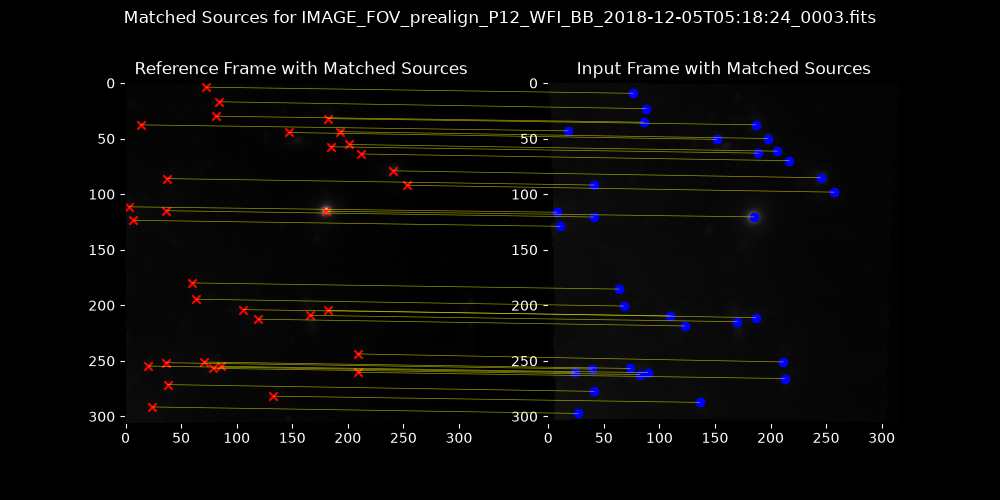 Matched Sources for IMAGE_FOV_prealign_P12_WFI_BB_2018-12-05T05:18:24_0003.fits
Reference Frame with Matched Sources
0
50
100
150
200
250
300
0 50 100 150 200 250 300
Input Frame with Matched Sources
0
50
100
150
200
250
300
0 50 100 150 200 250 300